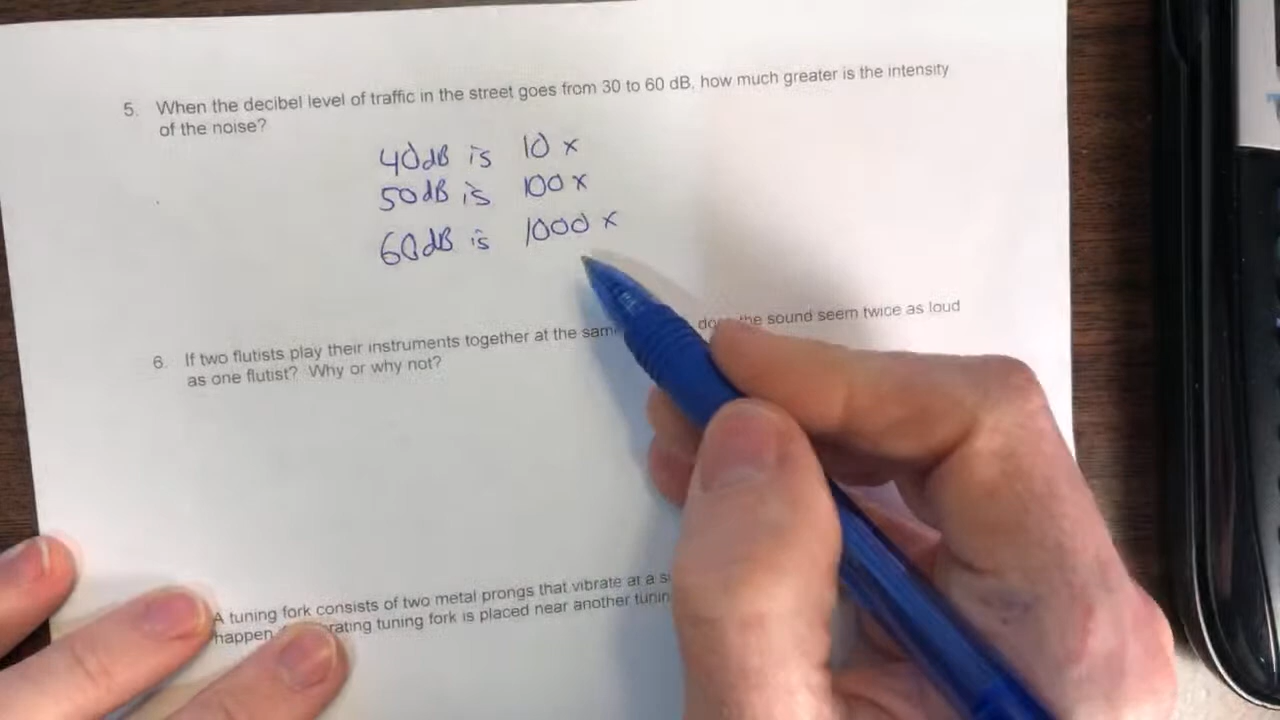 5. When the decibel level of traffic in the street goes from 30 to 60 dB, how much greater is the intensity
of the noise?
40dB is 10 x
50dB is 100 x
60dB is 1000 x
6. If two flutists play their instruments together at the sam the sound seem twice as loud
as one flutist? Why or why not?
A tuning fork consists of two metal prongs that vibrate at a s
happen rating tuning fork is placed near another tunin